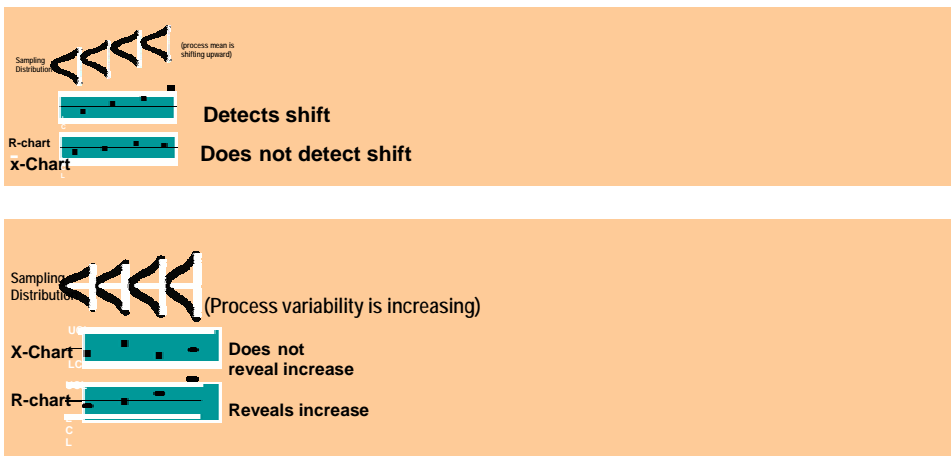 (process mean is
shifting upward)
Sampling
Distribution
Detects shift
R-chart
x̄-Chart
Does not detect shift
L
Sampling
Distribution
(Process variability is increasing)
U
X-Chart
LC
Does not
reveal increase
R-chart
Reveals increase
C
L